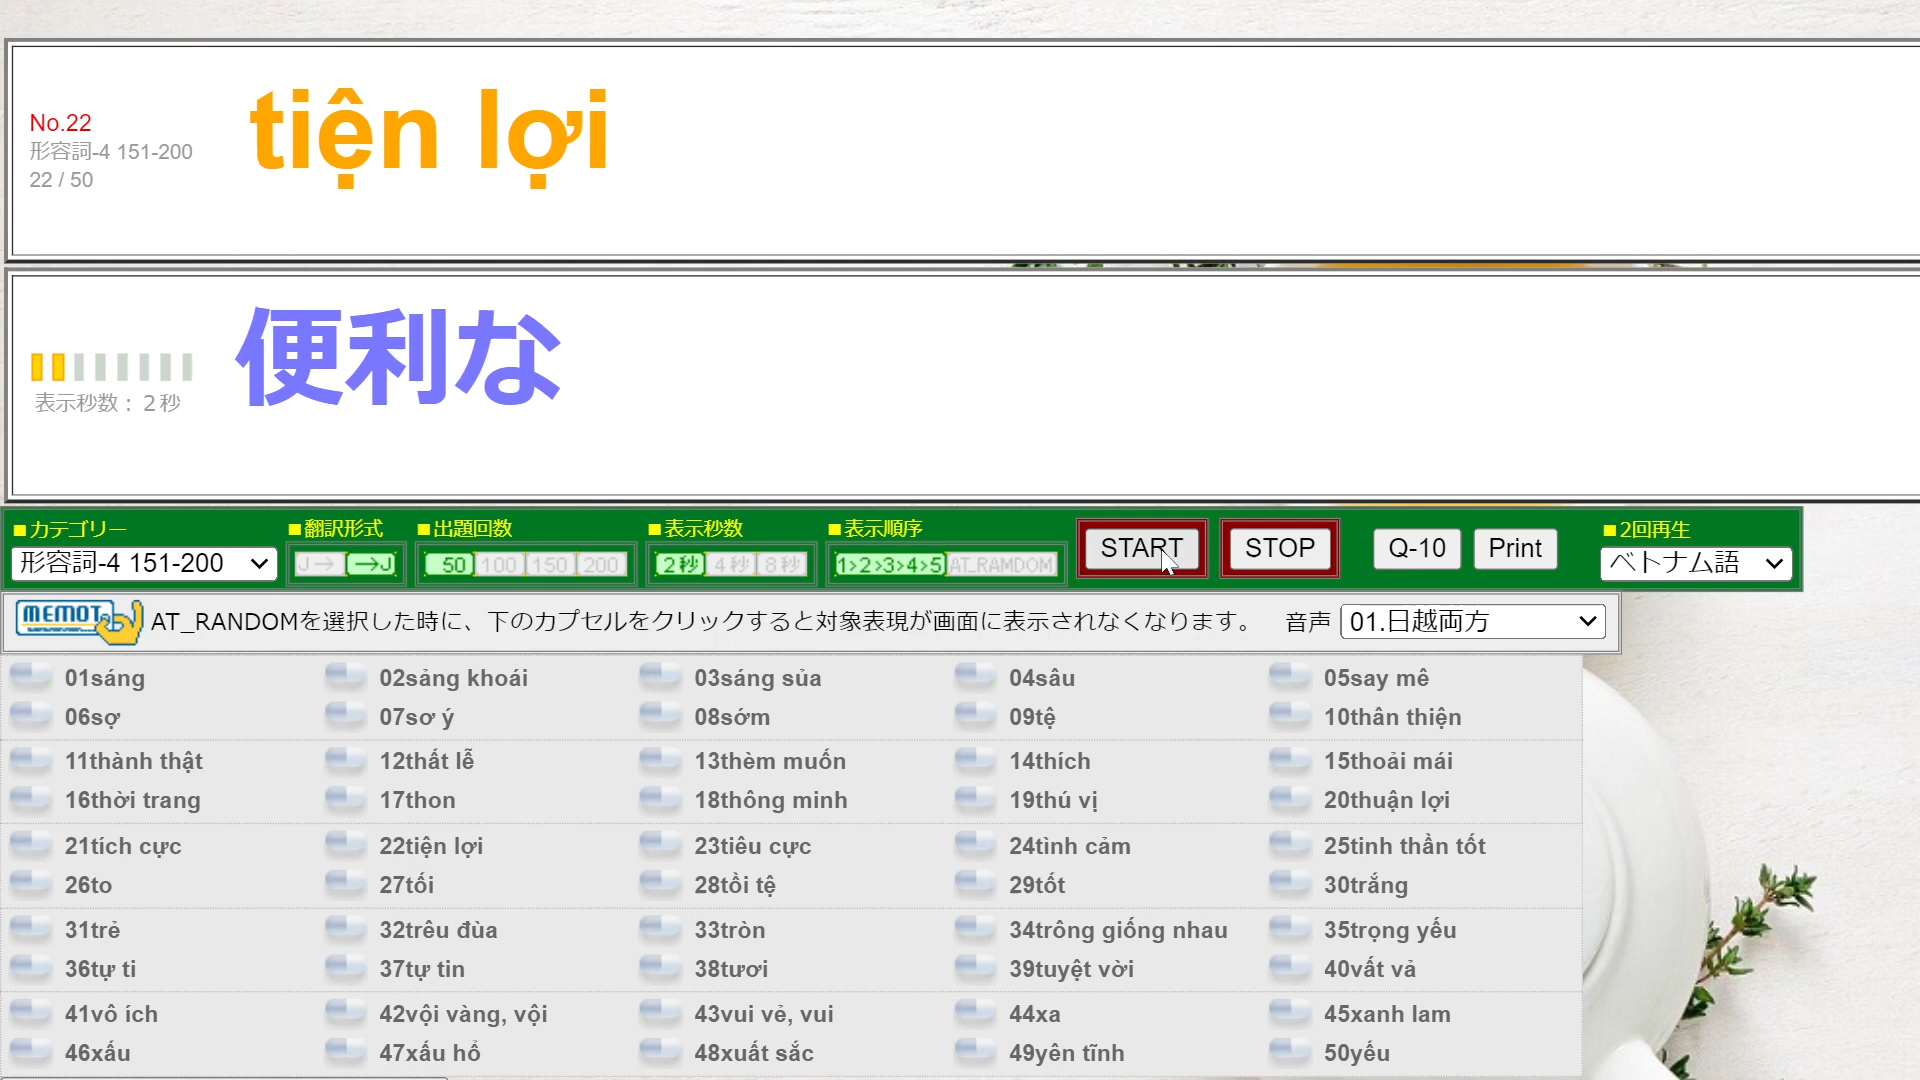 No.22
形容詞-4 151-200
22 / 50
tiện lợi
便利な
表示秒数：２秒
■カテゴリー ■翻訳形式 ■出題回数 ■表示秒数 ■表示順序 ■2回再生
形容詞-4 151-200 J→ →J 50 100 150 200 2秒 4秒 8秒 1>2>3>4>5 AT_RAMDOM START STOP Q-10 Print ベトナム語
MEMOT AT_RANDOMを選択した時に、下のカプセルをクリックすると対象表現が画面に表示されなくなります。 音声 01.日越両方
01sáng 02sảng khoái 03sáng sủa 04sâu 05say mê
06sợ 07sơ ý 08sớm 09tệ 10thân thiện
11thành thật 12thất lễ 13thèm muốn 14thích 15thoải mái
16thời trang 17thon 18thông minh 19thú vị 20thuận lợi
21tích cực 22tiện lợi 23tiêu cực 24tình cảm 25tinh thần tốt
26to 27tối 28tồi tệ 29tốt 30trắng
31trẻ 32trêu đùa 33tròn 34trông giống nhau 35trọng yếu
36tự ti 37tự tin 38tươi 39tuyệt vời 40vất vả
41vô ích 42vội vàng, vội 43vui vẻ, vui 44xa 45xanh lam
46xấu 47xấu hổ 48xuất sắc 49yên tĩnh 50yếu